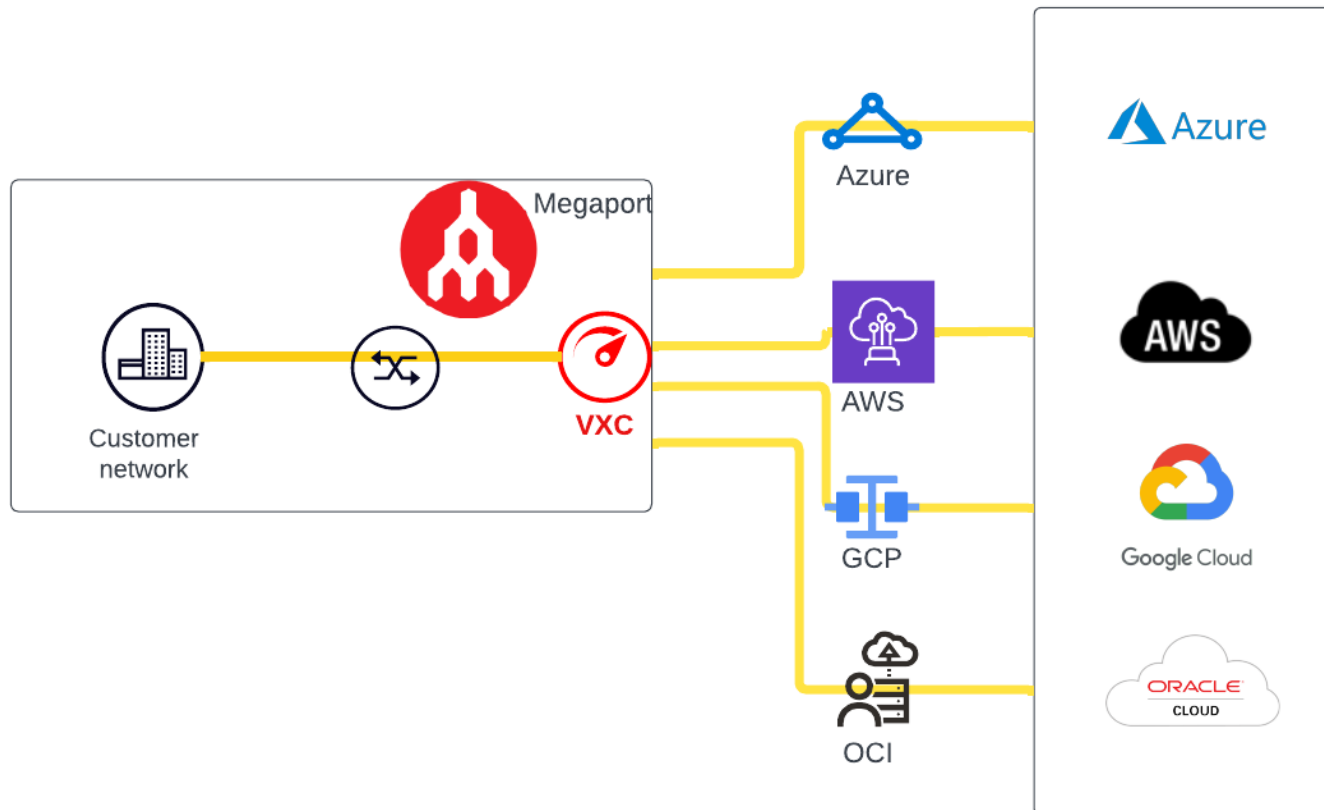 Megaport
Customer
network
VXC
Azure
AWS
GCP
OCI
Azure
AWS
Google Cloud
ORACLE
CLOUD